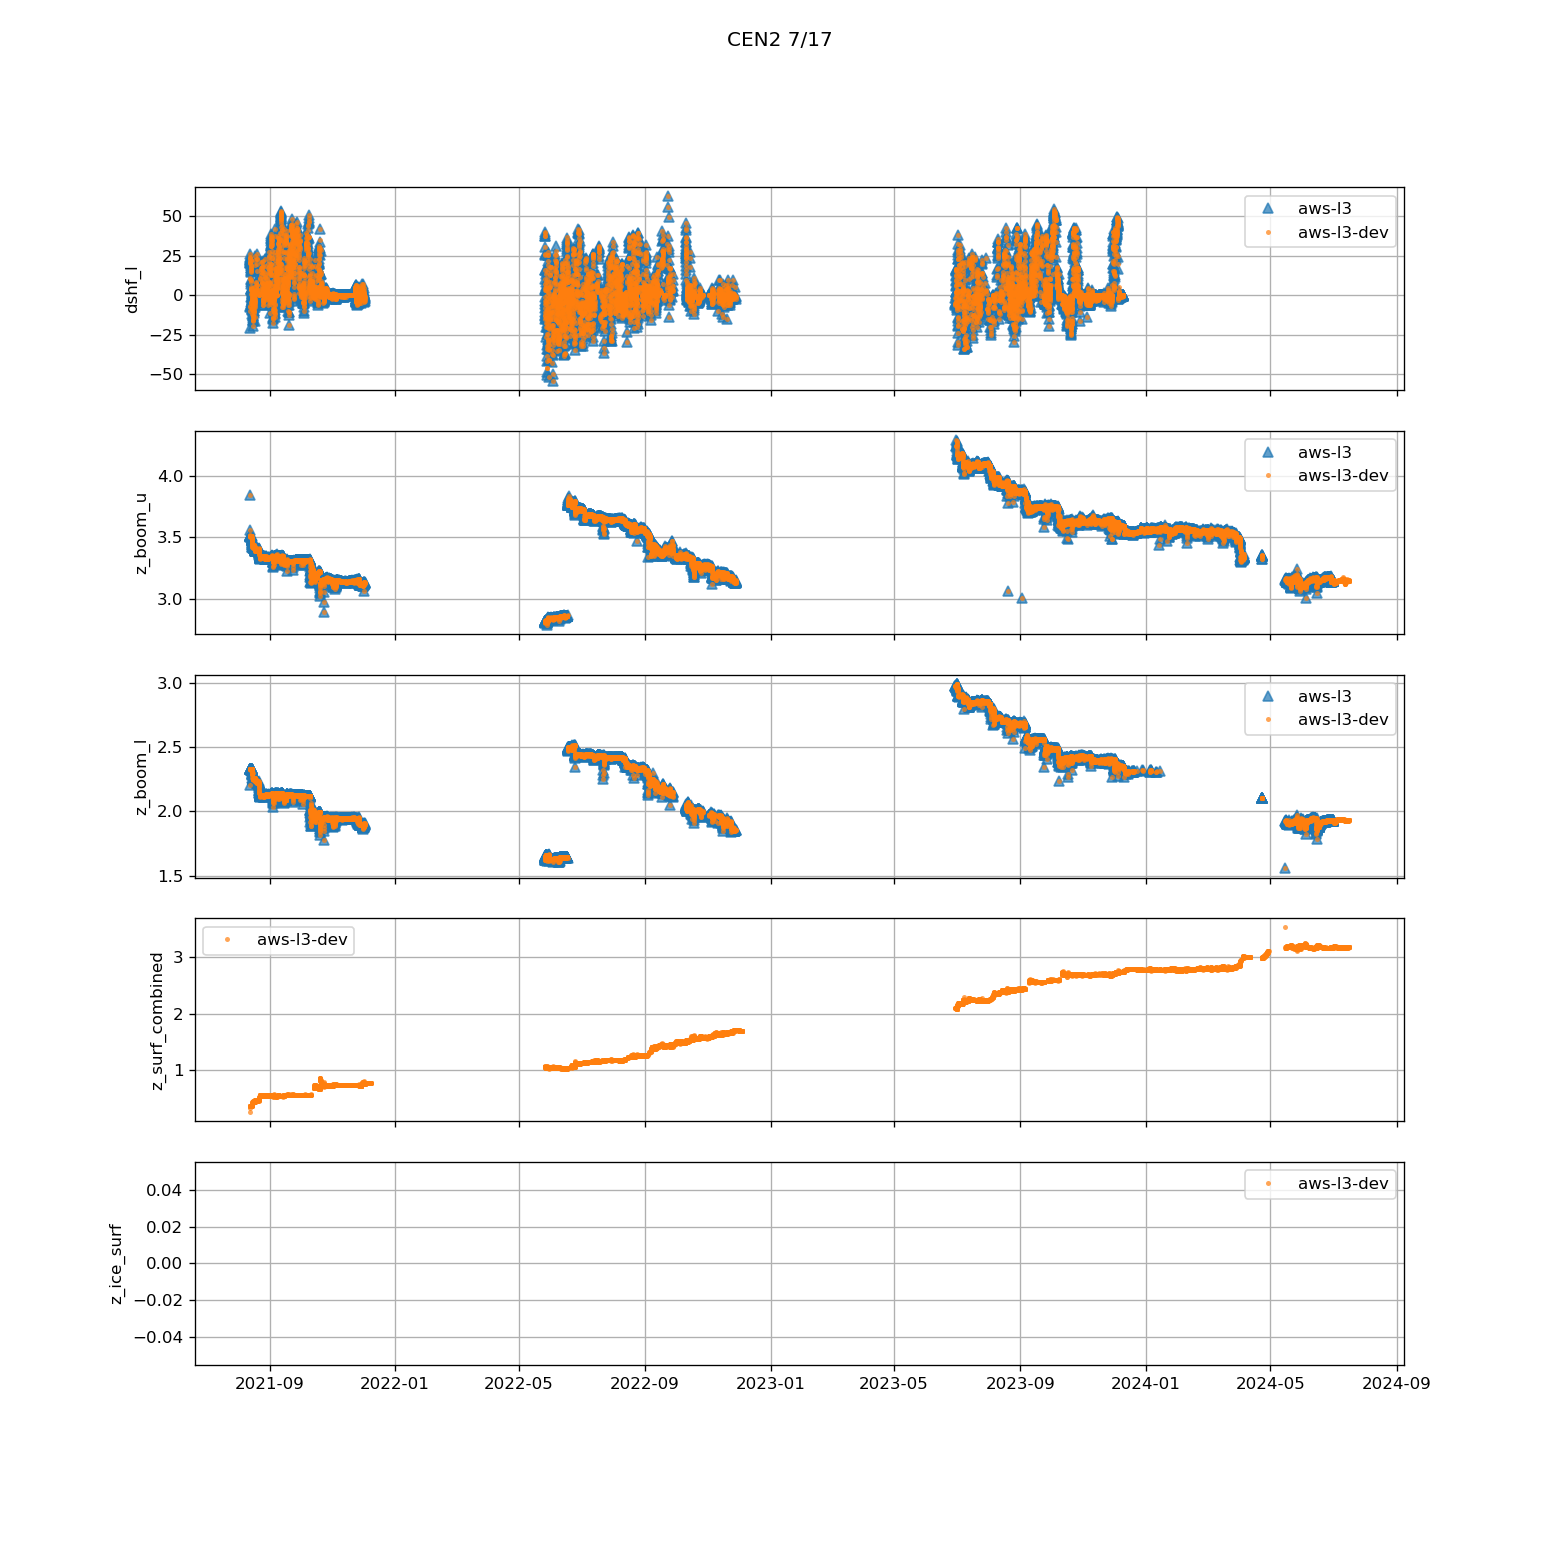 CEN2 7/17
50
25
0
−25
−50
dshf_l
aws-l3
aws-l3-dev
4.0
3.5
3.0
z_boom_u
aws-l3
aws-l3-dev
3.0
2.5
2.0
1.5
z_boom_l
aws-l3
aws-l3-dev
3
2
1
z_surf_combined
aws-l3-dev
0.04
0.02
0.00
−0.02
−0.04
z_ice_surf
aws-l3-dev
2021-09 2022-01 2022-05 2022-09 2023-01 2023-05 2023-09 2024-01 2024-05 2024-09